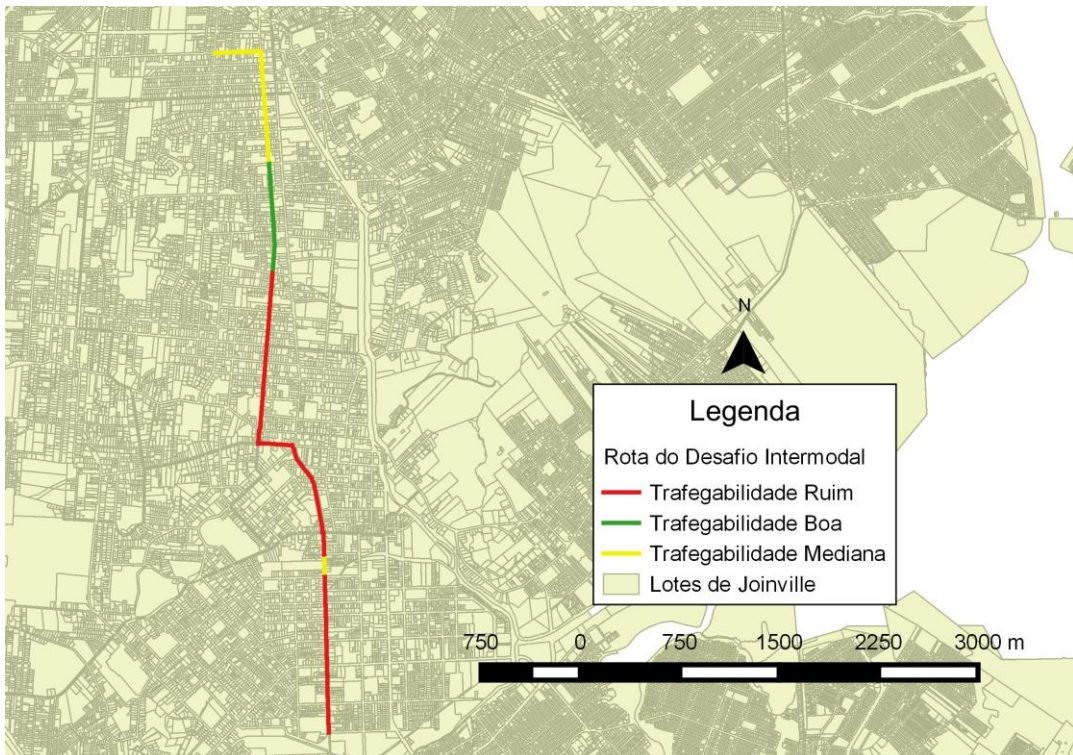 N
Legenda
Rota do Desafio Intermodal
Trafegabilidade Ruim
Trafegabilidade Boa
Trafegabilidade Mediana
Lotes de Joinville
750 0 750 1500 2250 3000 m